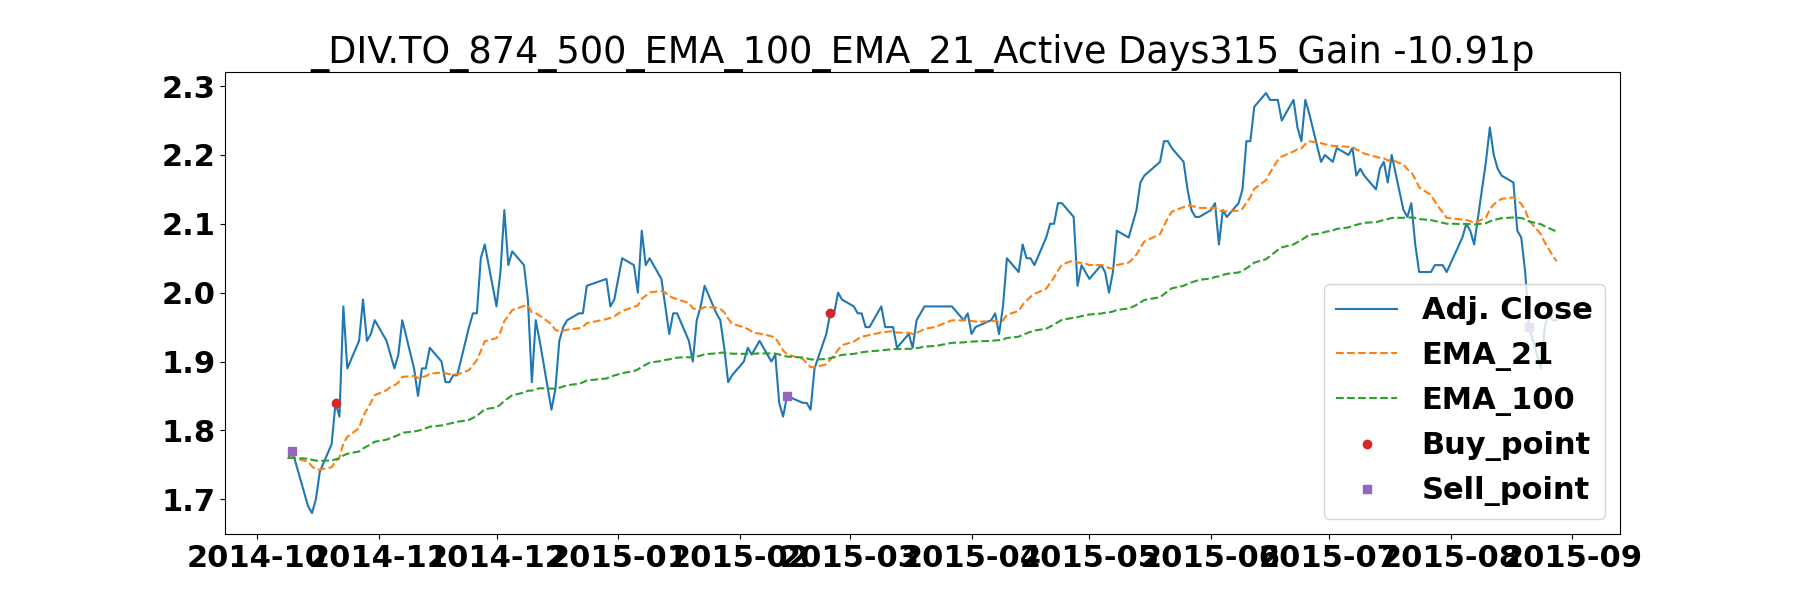 _DIV.TO_874_500_EMA_100_EMA_21_Active Days315_Gain -10.91p
2.3
2.2
2.1
2.0
1.9
1.8
1.7
Adj. Close
EMA_21
EMA_100
Buy_point
Sell_point
2014-10 2014-11 2014-12 2015-01 2015-02 2015-03 2015-04 2015-05 2015-06 2015-07 2015-08 2015-09